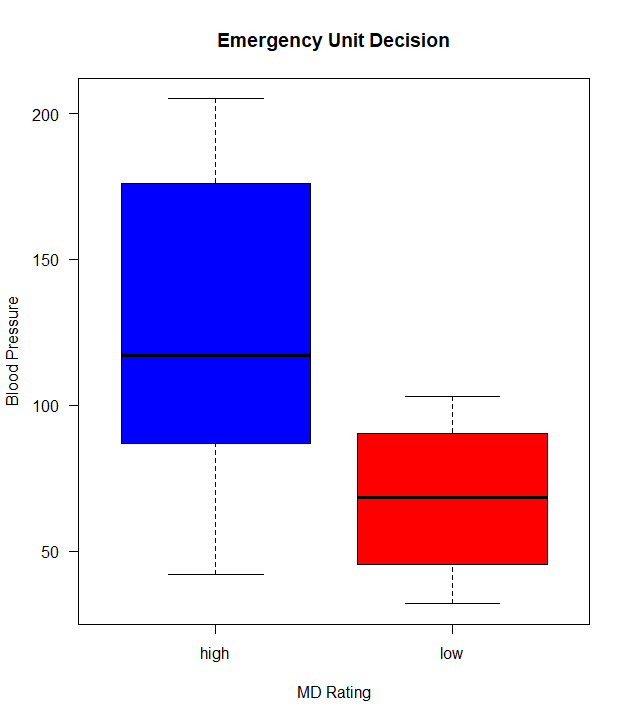 Emergency Unit Decision
Blood Pressure
200
150
100
50
high
low
MD Rating